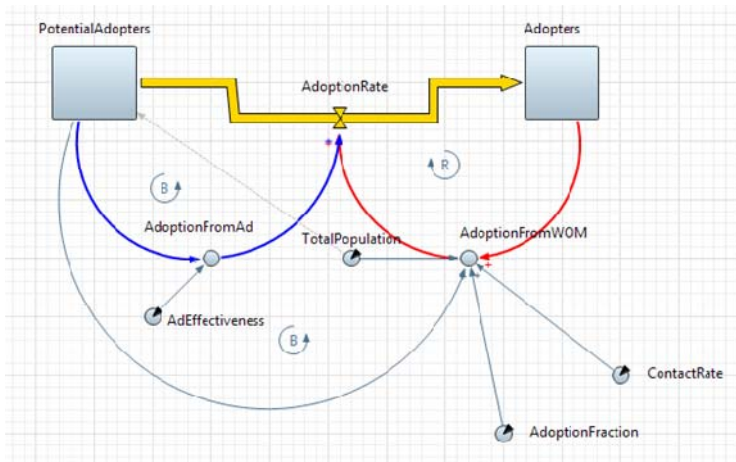 PotentialAdopters
Adopters
AdoptionRate
*
R
B
AdoptionFromAd
TotalPopulation
AdoptionFromWOM
+
+
AdEffectiveness
B
ContactRate
AdoptionFraction